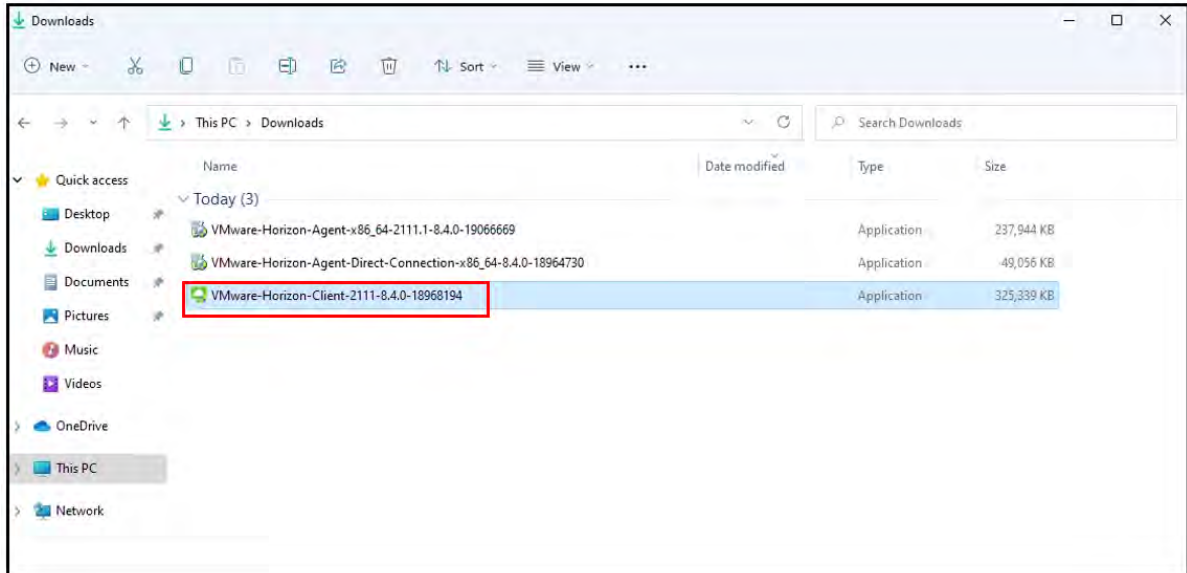 Downloads
New Sort View
This PC > Downloads Search Downloads
Name Date modified Type Size
Quick access
Today (3)
Desktop
VMware-Horizon-Agent-x86_64-2111.1-8.4.0-19066669 Application 237,944 KB
Downloads
VMware-Horizon-Agent-Direct-Connection-x86_64-8.4.0-18964730 Application 49,056 KB
Documents
VMware-Horizon-Client-2111-8.4.0-18968194 Application 325,339 KB
Pictures
Music
Videos
OneDrive
This PC
Network